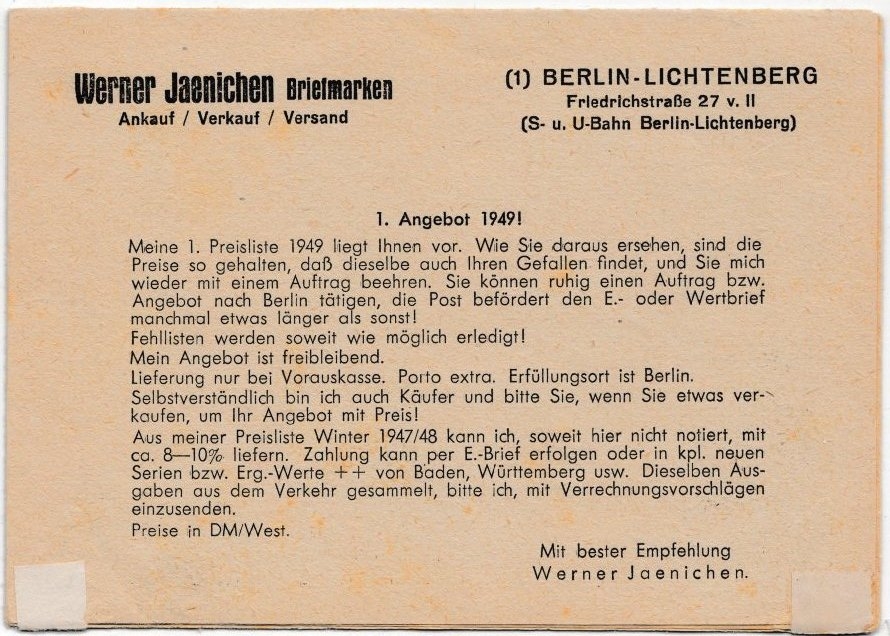 Werner Jaenichen Briefmarken
Ankauf / Verkauf / Versand
(1) BERLIN-LICHTENBERG
Friedrichstraße 27 v. II
(S- u. U-Bahn Berlin-Lichtenberg)
1. Angebot 1949!
Meine 1. Preisliste 1949 liegt Ihnen vor. Wie Sie daraus ersehen, sind die
Preise so gehalten, daß dieselbe auch Ihren Gefallen findet, und Sie mich
wieder mit einem Auftrag beehren. Sie können ruhig einen Auftrag bzw.
Angebot nach Berlin tätigen, die Post befördert den E.- oder Wertbrief
manchmal etwas länger als sonst!
Fehllisten werden soweit wie möglich erledigt!
Mein Angebot ist freibleibend.
Lieferung nur bei Vorauskasse. Porto extra. Erfüllungsort ist Berlin.
Selbstverständlich bin ich auch Käufer und bitte Sie, wenn Sie etwas ver-
kaufen, um Ihr Angebot mit Preis!
Aus meiner Preisliste Winter 1947/48 kann ich, soweit hier nicht notiert, mit
ca. 8—10% liefern. Zahlung kann per E.-Brief erfolgen oder in kpl. neuen
Serien bzw. Erg.-Werte ++ von Baden, Württemberg usw. Dieselben Aus-
gaben aus dem Verkehr gesammelt, bitte ich, mit Verrechnungsvorschlägen
einzusenden.
Preise in DM/West.
Mit bester Empfehlung
Werner Jaenichen.